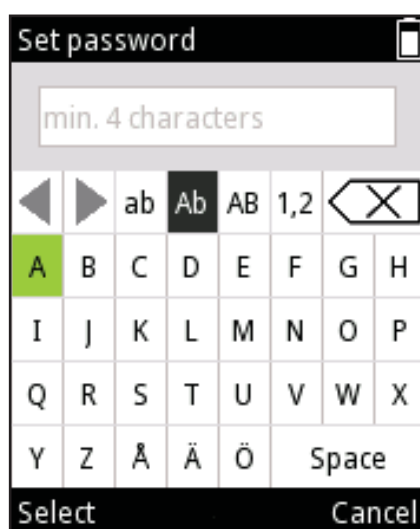 Set password
min. 4 characters
ab Ab AB 1,2
A B C D E F G H
I J K L M N O P
Q R S T U V W X
Y Z Å Ä Ö Space
Select Cancel